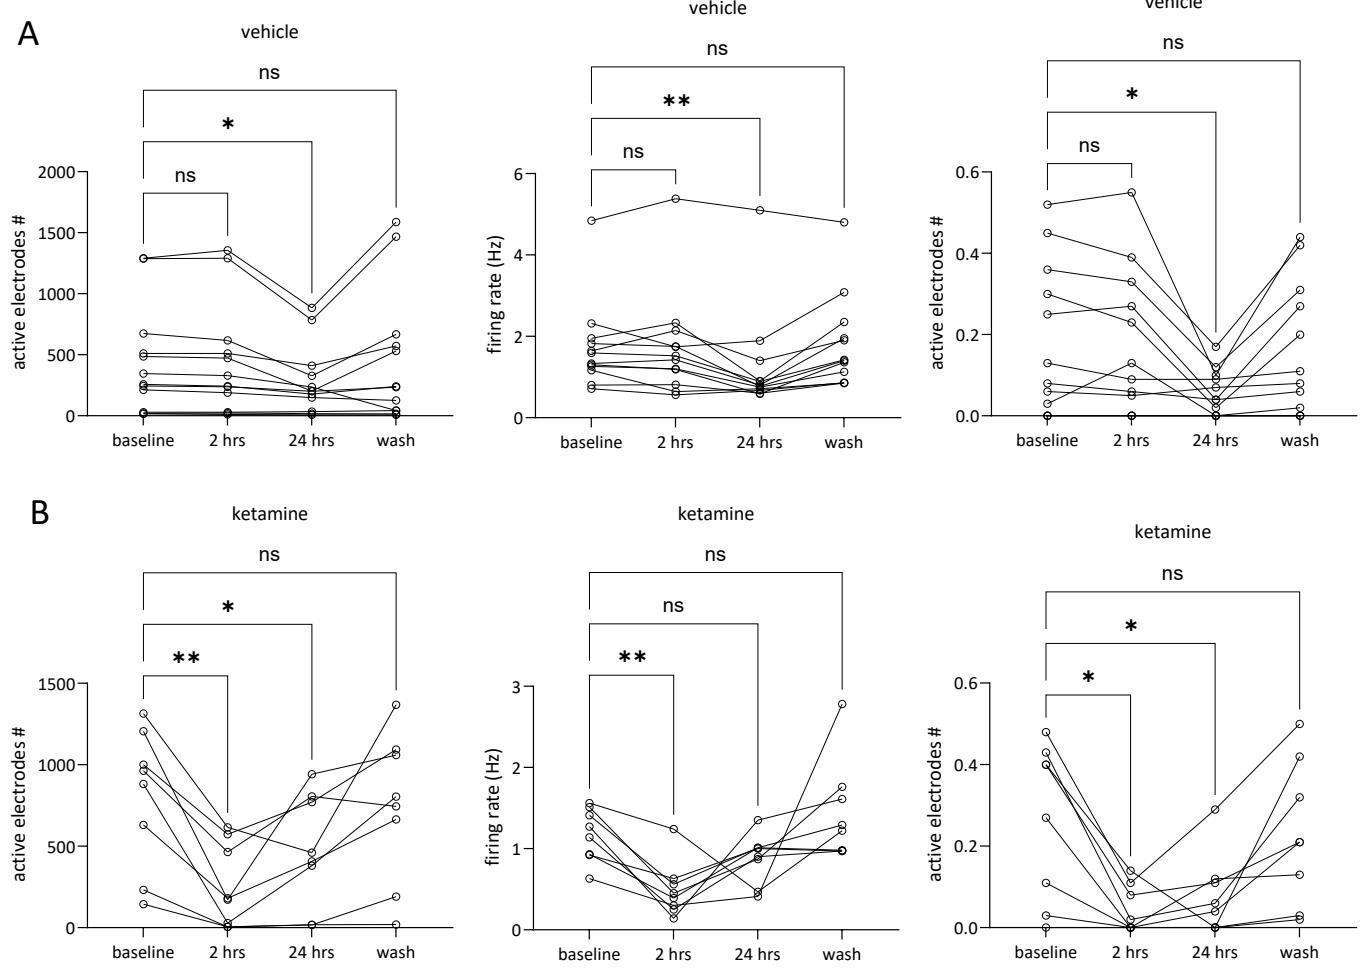 A
vehicle
ns
*
ns
active electrodes #
2000
1500
1000
500
0
baseline 2 hrs 24 hrs wash
vehicle
ns
**
ns
firing rate (Hz)
6
4
2
0
baseline 2 hrs 24 hrs wash
vehicle
ns
*
ns
active electrodes #
0.6
0.4
0.2
0.0
baseline 2 hrs 24 hrs wash
B
ketamine
ns
*
**
active electrodes #
1500
1000
500
0
baseline 2 hrs 24 hrs wash
ketamine
ns
ns
**
firing rate (Hz)
3
2
1
0
baseline 2 hrs 24 hrs wash
ketamine
ns
*
*
active electrodes #
0.6
0.4
0.2
0.0
baseline 2 hrs 24 hrs wash